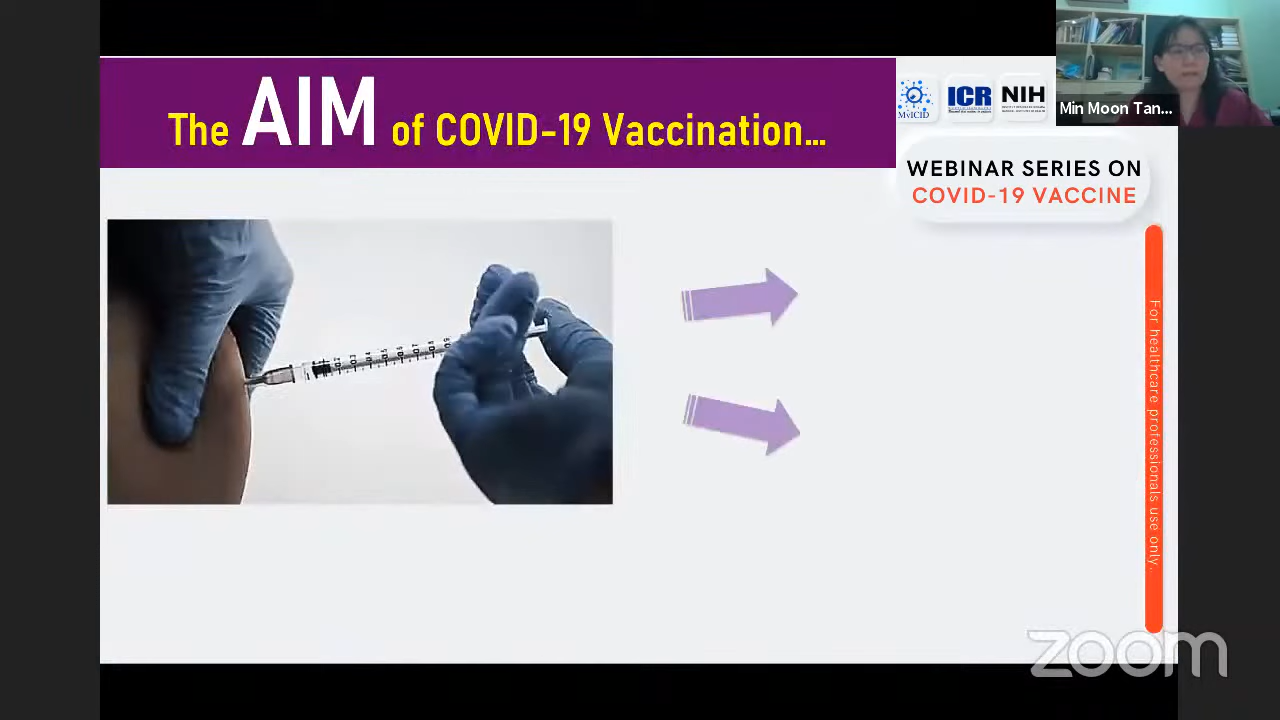 The AIM of COVID-19 Vaccination...
MyICID
ICR
NIH
Min Moon Tan...
WEBINAR SERIES ON
COVID-19 VACCINE
For healthcare professionals use only..
zoom